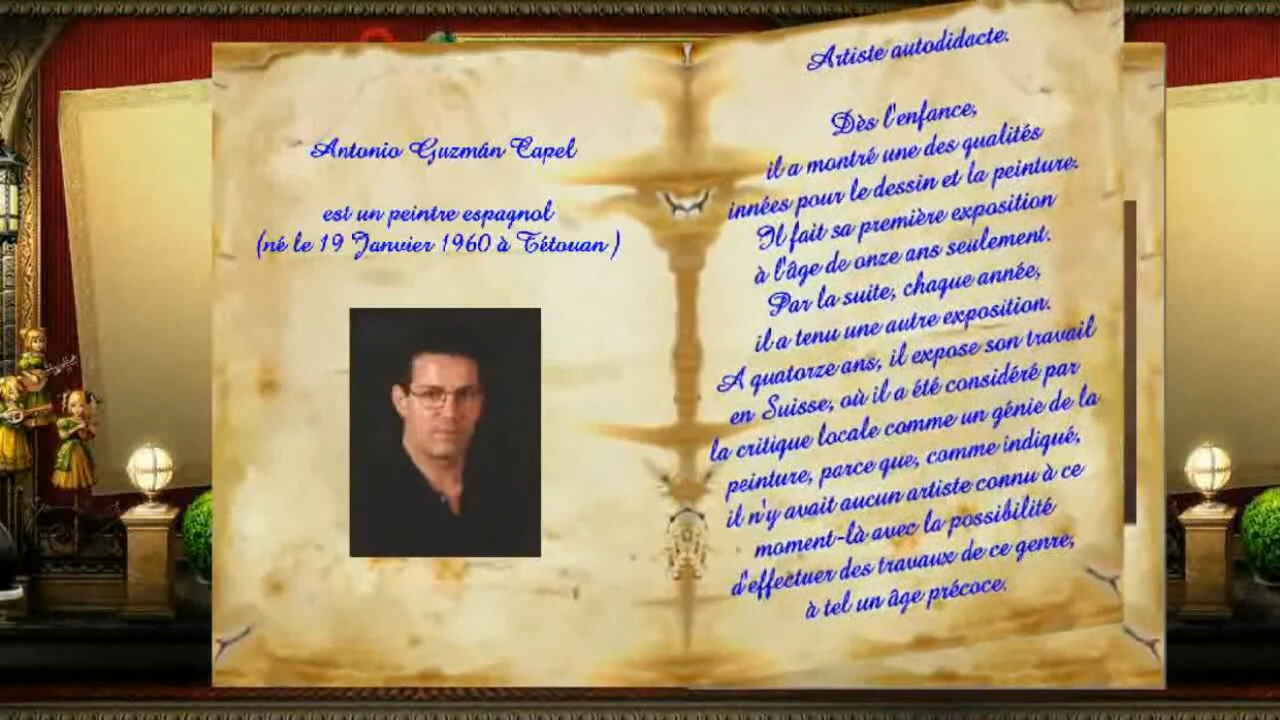 Antonio Guzmán Capel
est un peintre espagnol
(né le 19 Janvier 1960 à Tétouan )
Artiste autodidacte.
Dès l'enfance,
il a montré une des qualités
innées pour le dessin et la peinture.
Il fait sa première exposition
à l'âge de onze ans seulement.
Par la suite, chaque année,
il a tenu une autre exposition.
A quatorze ans, il expose son travail
en Suisse, où il a été considéré par
la critique locale comme un génie de la
peinture, parce que, comme indiqué,
il n'y avait aucun artiste connu à ce
moment-là avec la possibilité
d'effectuer des travaux de ce genre,
à tel un âge précoce.